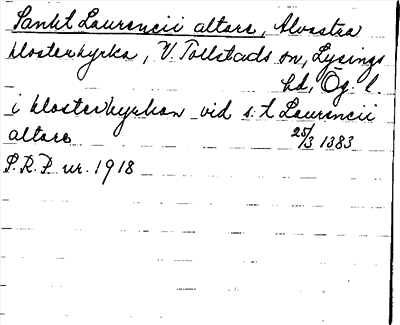 Sankt Laurencii altare, Alvastra
klosterkyrka, V. Tollstads sn, Lysings
hd, Ög. l.
i klosterkyrkan vid s:t Laurencii
altare 25/3 1383
S.R.P. nr. 1918